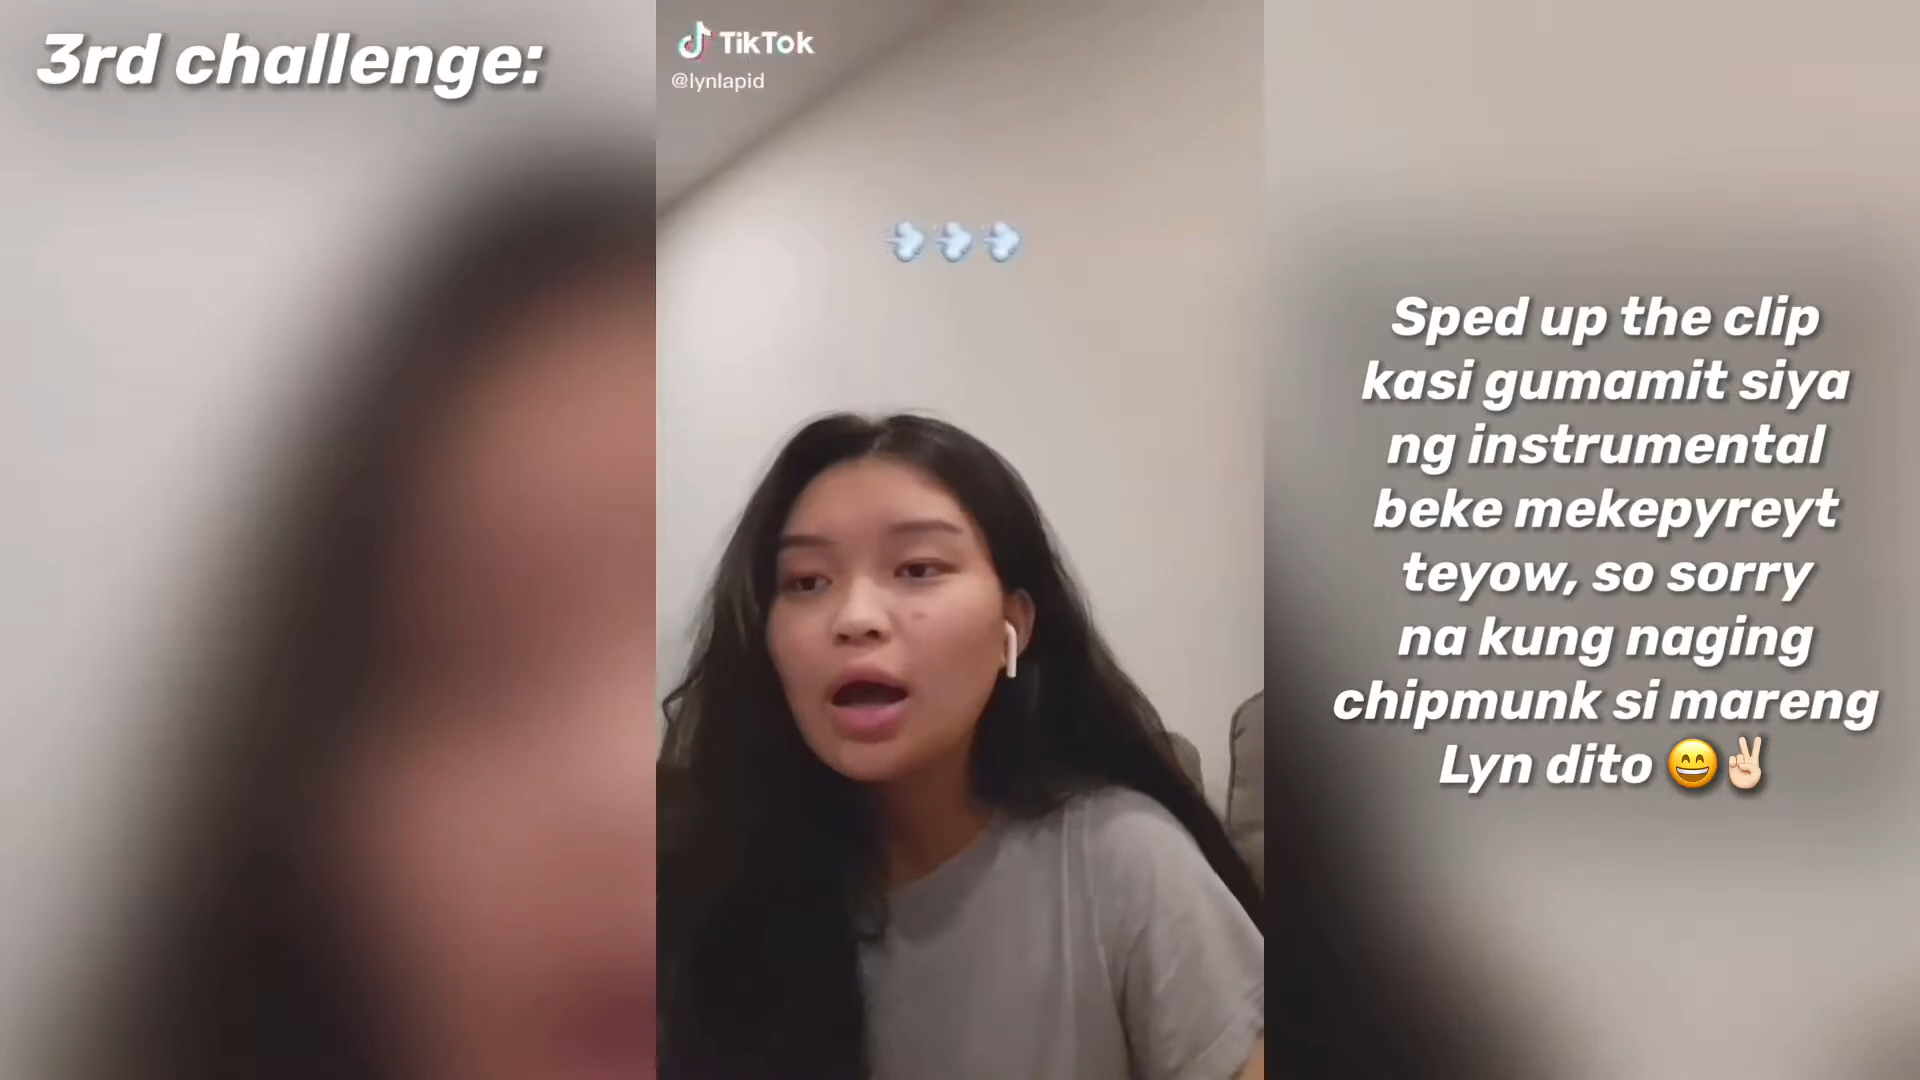 3rd challenge:
TikTok
@lynlapid
Sped up the clip
kasi gumamit siya
ng instrumental
beke mekepyreyt
teyow, so sorry
na kung naging
chipmunk si mareng
Lyn dito 😄✌🏻